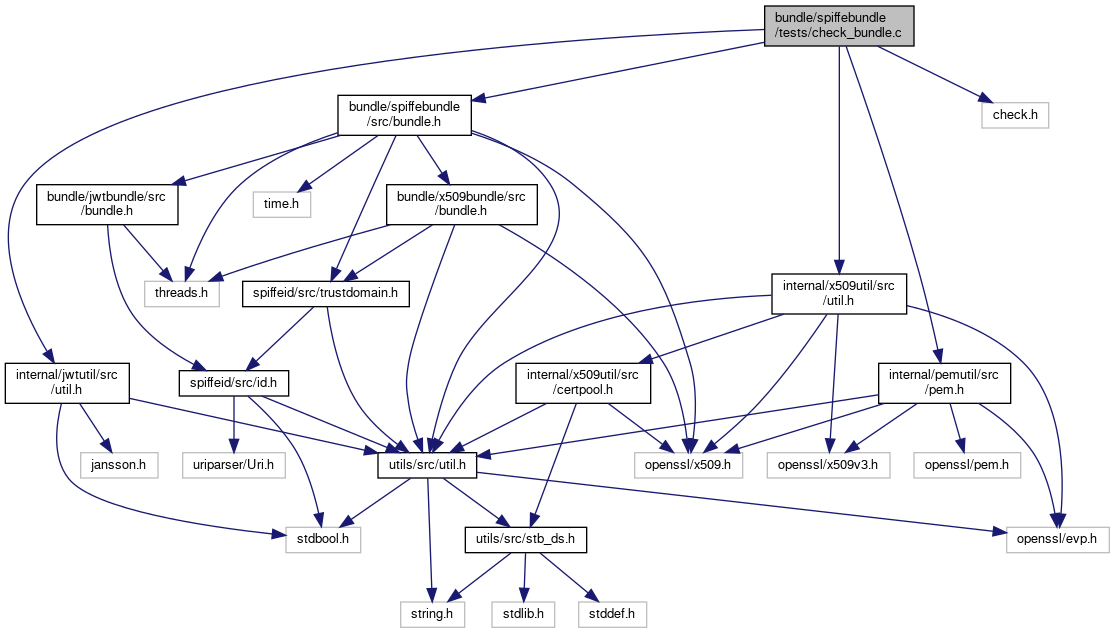 bundle/spiffebundle
/tests/check_bundle.c
bundle/spiffebundle
/src/bundle.h
check.h
bundle/jwtbundle/src
/bundle.h
time.h
bundle/x509bundle/src
/bundle.h
threads.h
spiffeid/src/trustdomain.h
internal/x509util/src
/util.h
internal/jwtutil/src
/util.h
spiffeid/src/id.h
internal/x509util/src
/certpool.h
internal/pemutil/src
/pem.h
jansson.h
uriparser/Uri.h
utils/src/util.h
openssl/x509.h
openssl/x509v3.h
openssl/pem.h
stdbool.h
utils/src/stb_ds.h
openssl/evp.h
string.h
stdlib.h
stddef.h